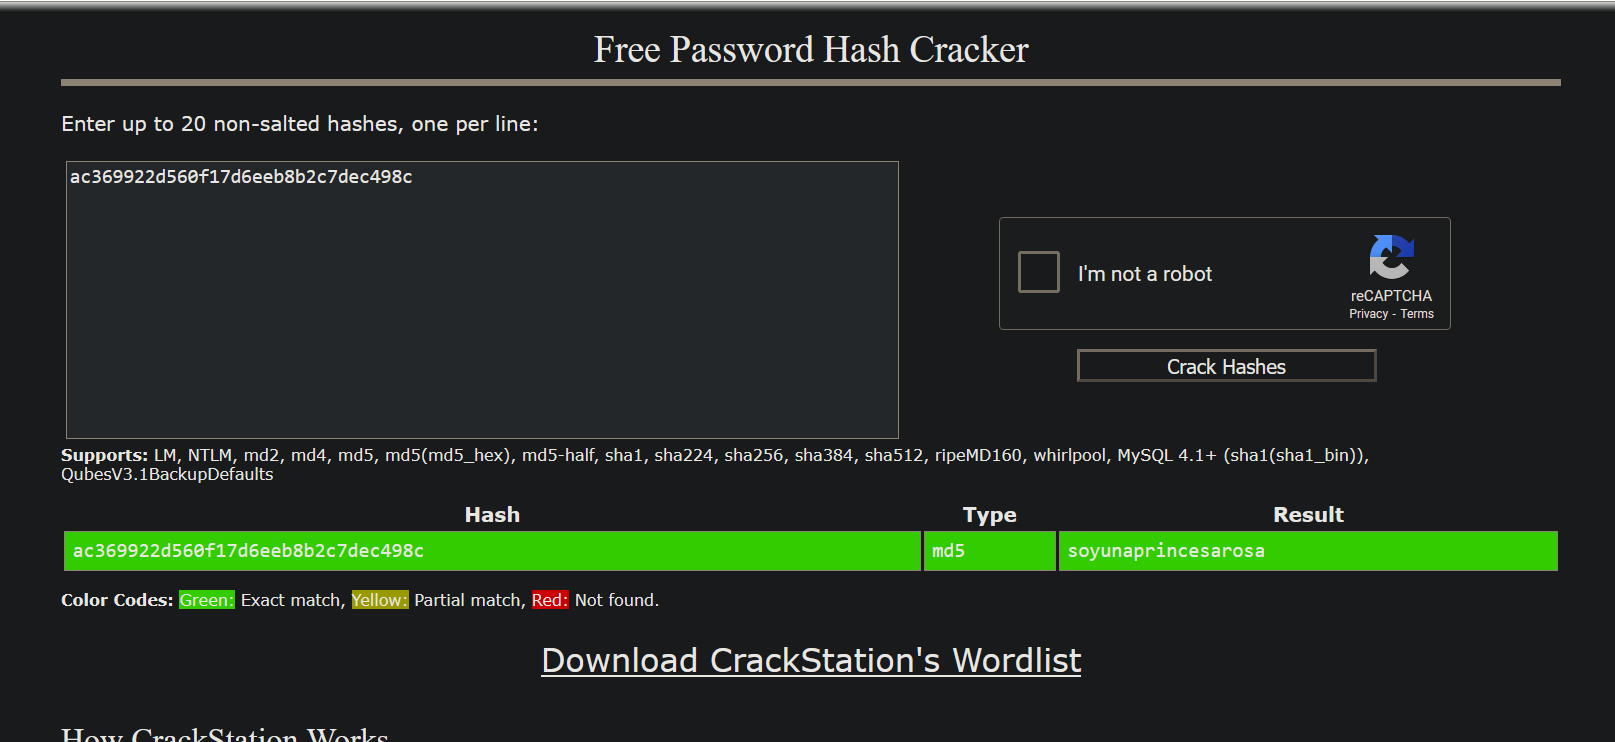 Free Password Hash Cracker
Enter up to 20 non-salted hashes, one per line:
ac369922d560f17d6eeb8b2c7dec498c
I'm not a robot
reCAPTCHA
Privacy - Terms
Crack Hashes
Supports: LM, NTLM, md2, md4, md5, md5(md5_hex), md5-half, sha1, sha224, sha256, sha384, sha512, ripeMD160, whirlpool, MySQL 4.1+ (sha1(sha1_bin)),
QubesV3.1BackupDefaults
Hash Type Result
ac369922d560f17d6eeb8b2c7dec498c md5 soyunaprincesarosa
Color Codes: Green: Exact match, Yellow: Partial match, Red: Not found.
Download CrackStation's Wordlist
How CrackStation Works